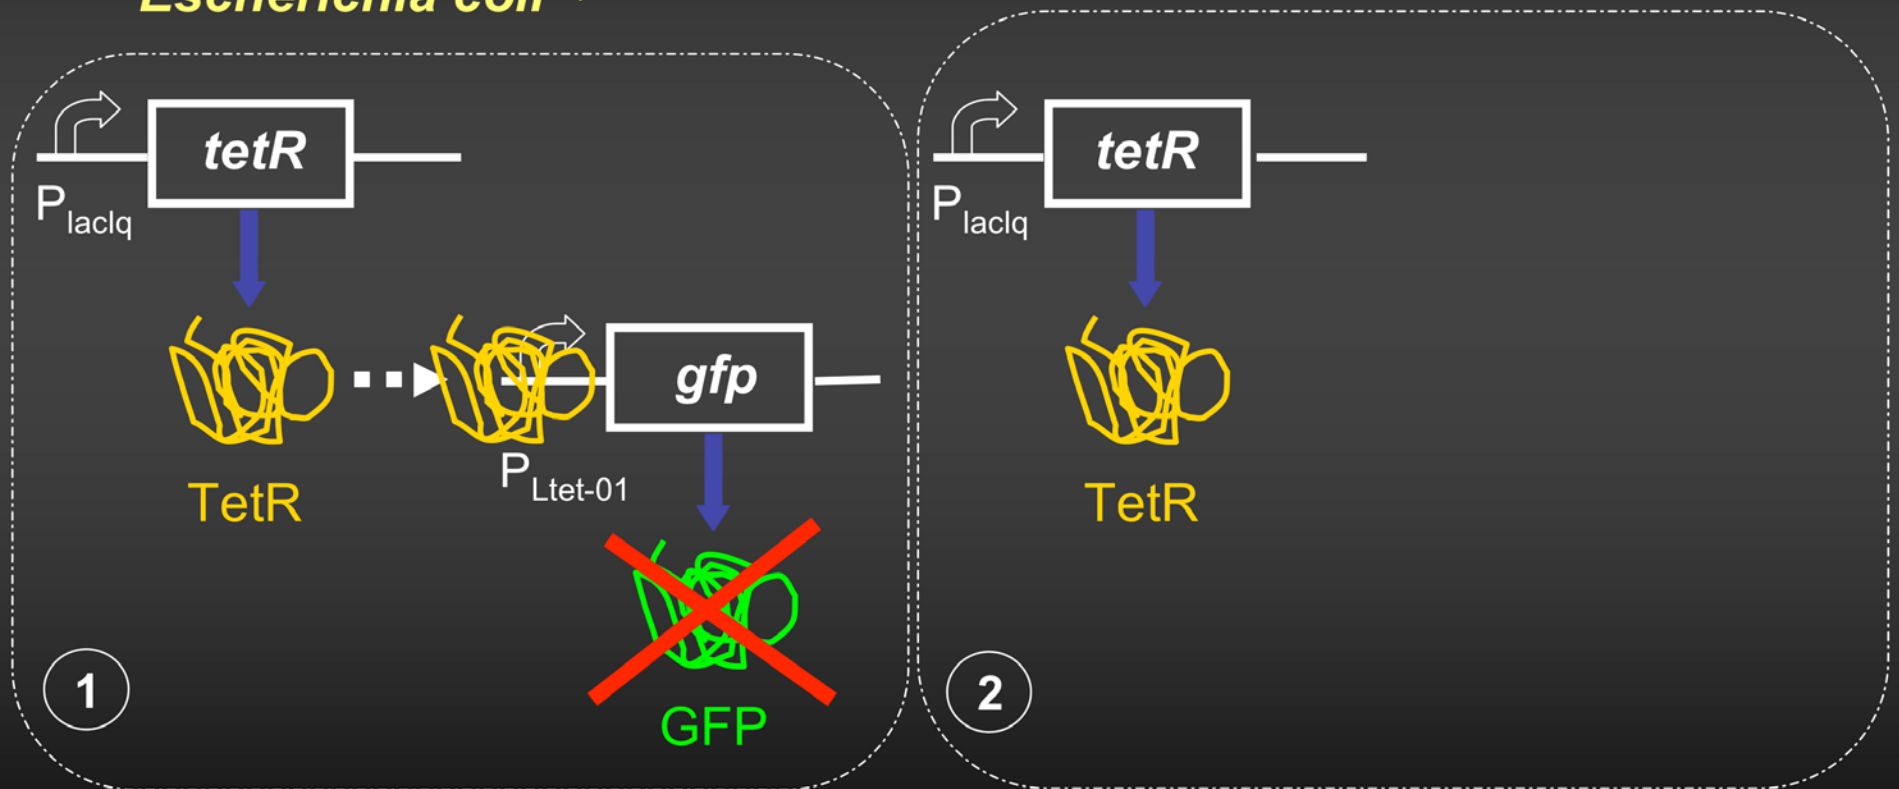 Escherichia coli
tetR
P lacIq
TetR
gfp
P Ltet-01
GFP
1
tetR
P lacIq
TetR
2